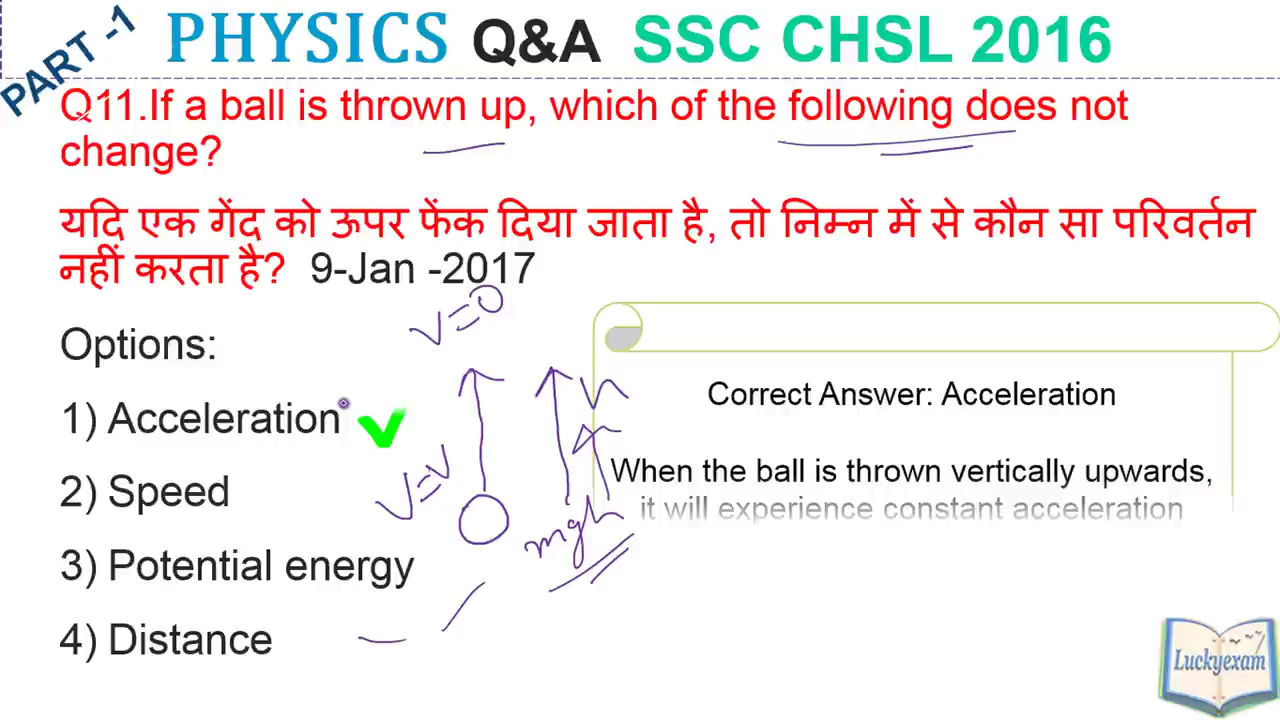 PART -1
PHYSICS Q&A SSC CHSL 2016
Q11.If a ball is thrown up, which of the following does not
change?
यदि एक गेंद को ऊपर फेंक दिया जाता है, तो निम्न में से कौन सा परिवर्तन
नहीं करता है? 9-Jan -2017
Options:
1) Acceleration
2) Speed
3) Potential energy
4) Distance
v=0
v=v
mgh
h
Correct Answer: Acceleration
When the ball is thrown vertically upwards,
it will experience constant acceleration
Luckyexam